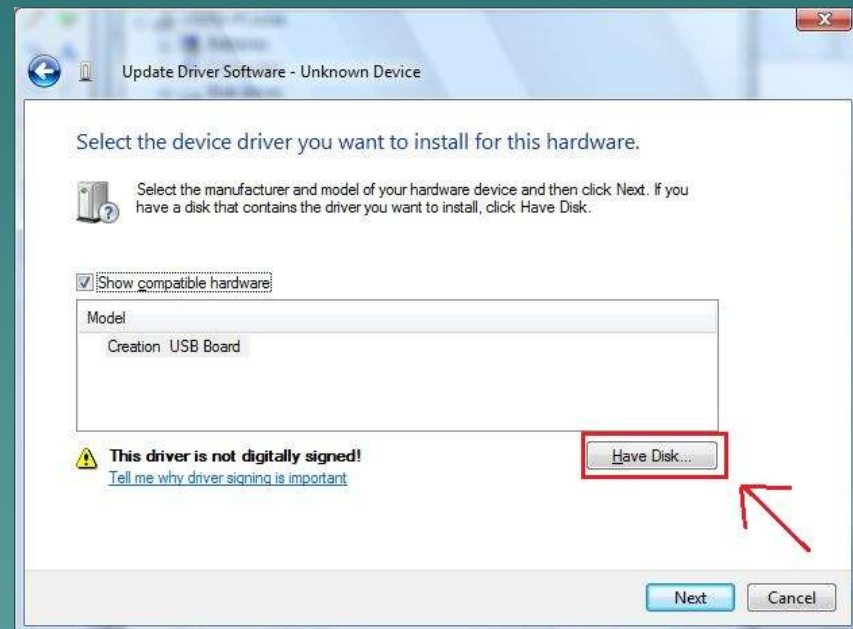 Update Driver Software - Unknown Device
Select the device driver you want to install for this hardware.
Select the manufacturer and model of your hardware device and then click Next. If you
have a disk that contains the driver you want to install, click Have Disk.
Show compatible hardware
Model
Creation USB Board
This driver is not digitally signed!
Tell me why driver signing is important
Have Disk...
Next
Cancel